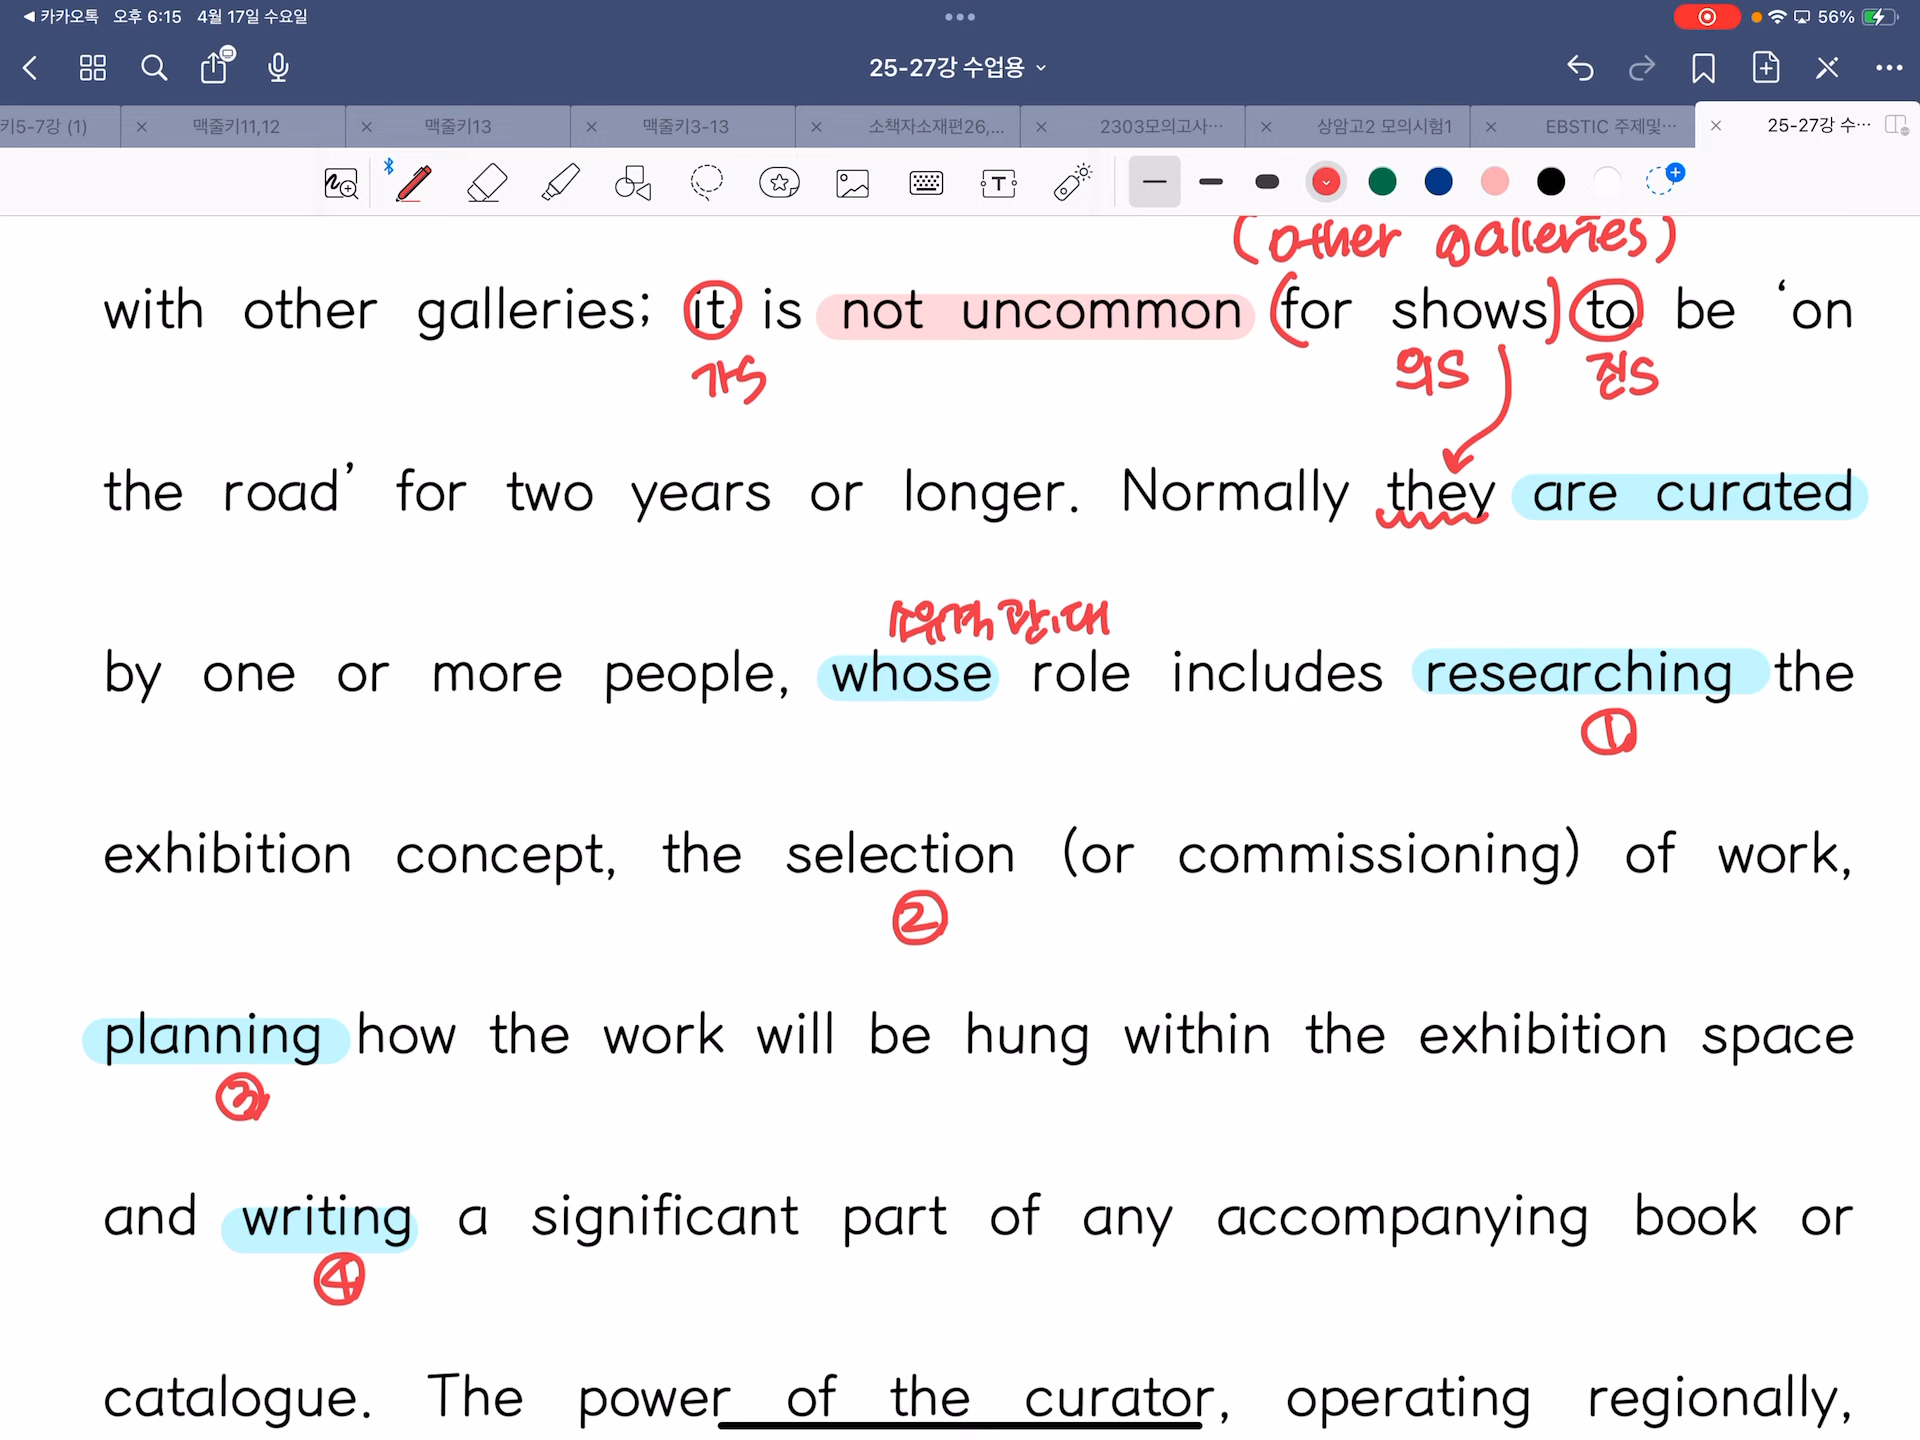 ◀ 카카오톡 오후 6:15 4월 17일 수요일 56%
25-27강 수업용
키5-7강 (1) 맥줄키11,12 맥줄키13 맥줄키3-13 소책자소재편26,... 2303모의고사... 상암고2 모의시험1 EBSTIC 주제및... 25-27강 수...
T
(other galleries)
with other galleries; it is not uncommon (for shows) to be ‘on
가S 의S 진S
the road’ for two years or longer. Normally they are curated
소유격 관.대
by one or more people, whose role includes researching the
①
exhibition concept, the selection (or commissioning) of work,
②
planning how the work will be hung within the exhibition space
③
and writing a significant part of any accompanying book or
④
catalogue. The power of the curator, operating regionally,